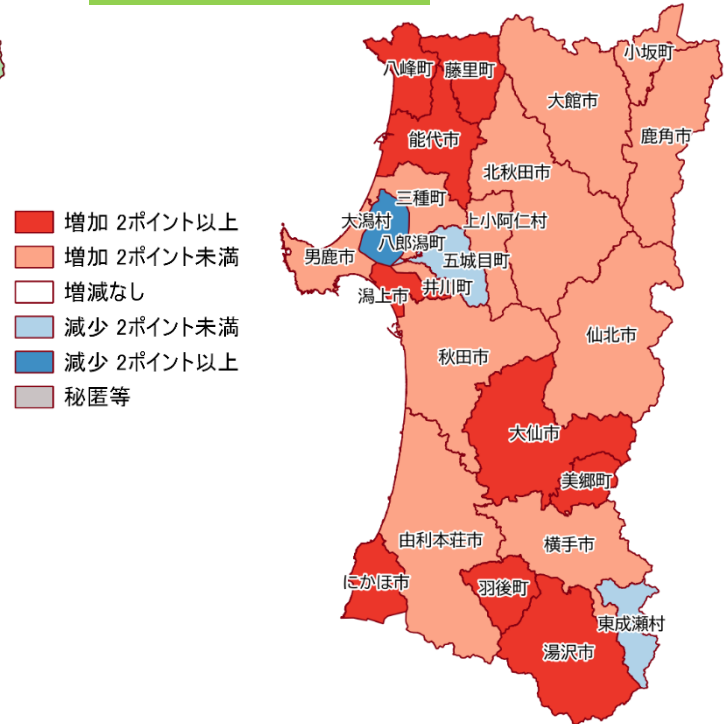 小坂町
八峰町
藤里町
大館市
鹿角市
能代市
北秋田市
三種町
大潟村
上小阿仁村
八郎潟町
男鹿市
五城目町
井川町
潟上市
仙北市
秋田市
大仙市
美郷町
由利本荘市
横手市
にかほ市
羽後町
東成瀬村
湯沢市
増加 2ポイント以上
増加 2ポイント未満
増減なし
減少 2ポイント未満
減少 2ポイント以上
秘匿等